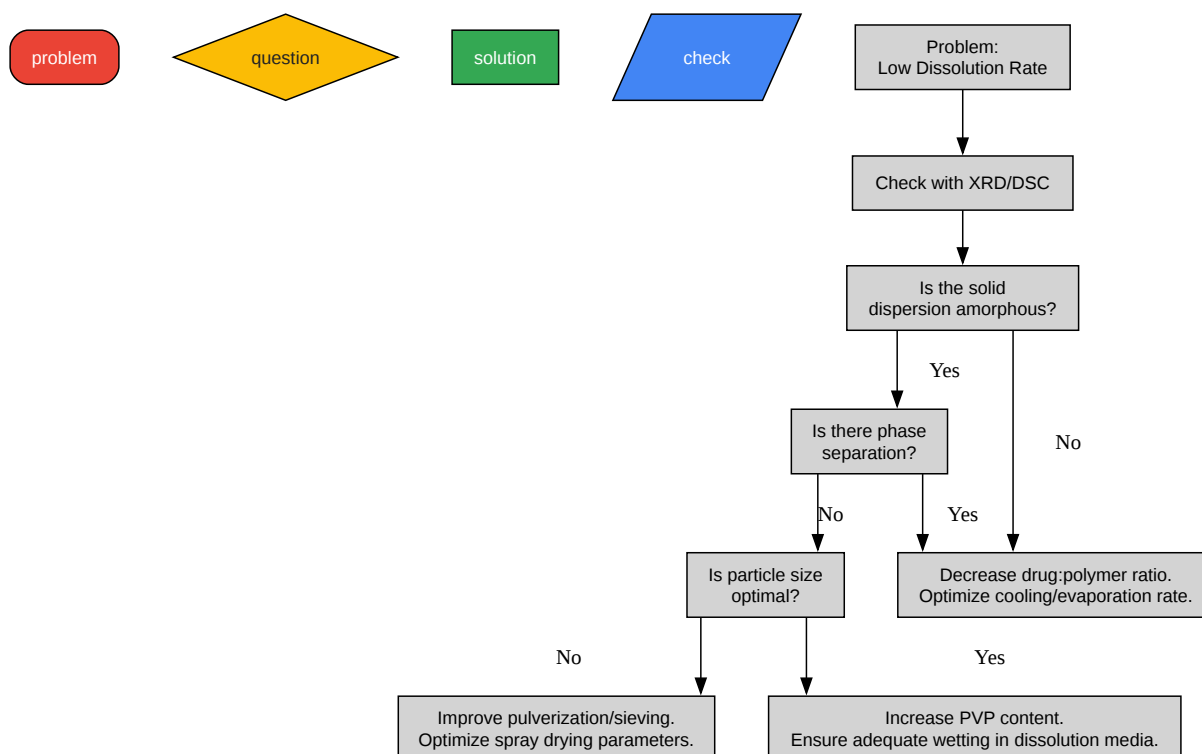 problem
question
solution
check
Problem:
Low Dissolution Rate
Check with XRD/DSC
Is the solid
dispersion amorphous?
Yes
Is there phase
separation?
No
No
Yes
Is particle size
optimal?
Decrease drug:polymer ratio.
Optimize cooling/evaporation rate.
No
Yes
Improve pulverization/sieving.
Optimize spray drying parameters.
Increase PVP content.
Ensure adequate wetting in dissolution media.